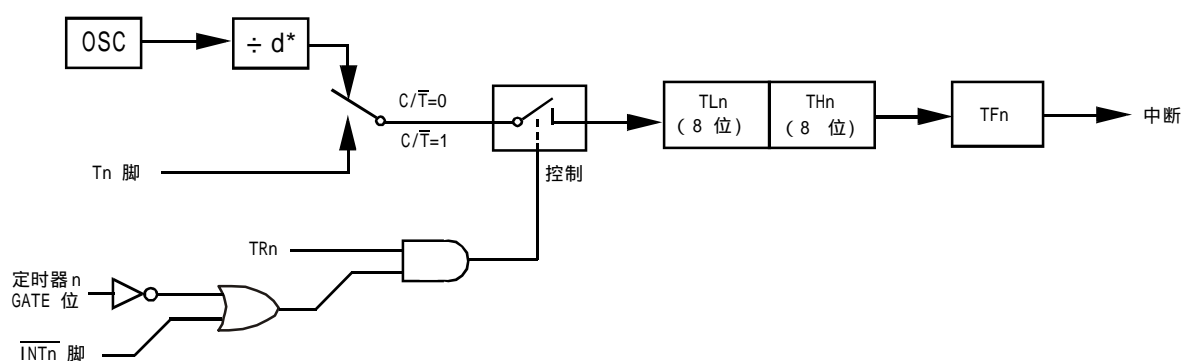 OSC
÷ d*
C/T̅=0
C/T̅=1
TLn
(8 位)
THn
(8 位)
TFn
中断
Tn 脚
控制
TRn
定时器n
GATE 位
I̅N̅T̅n̅ 脚